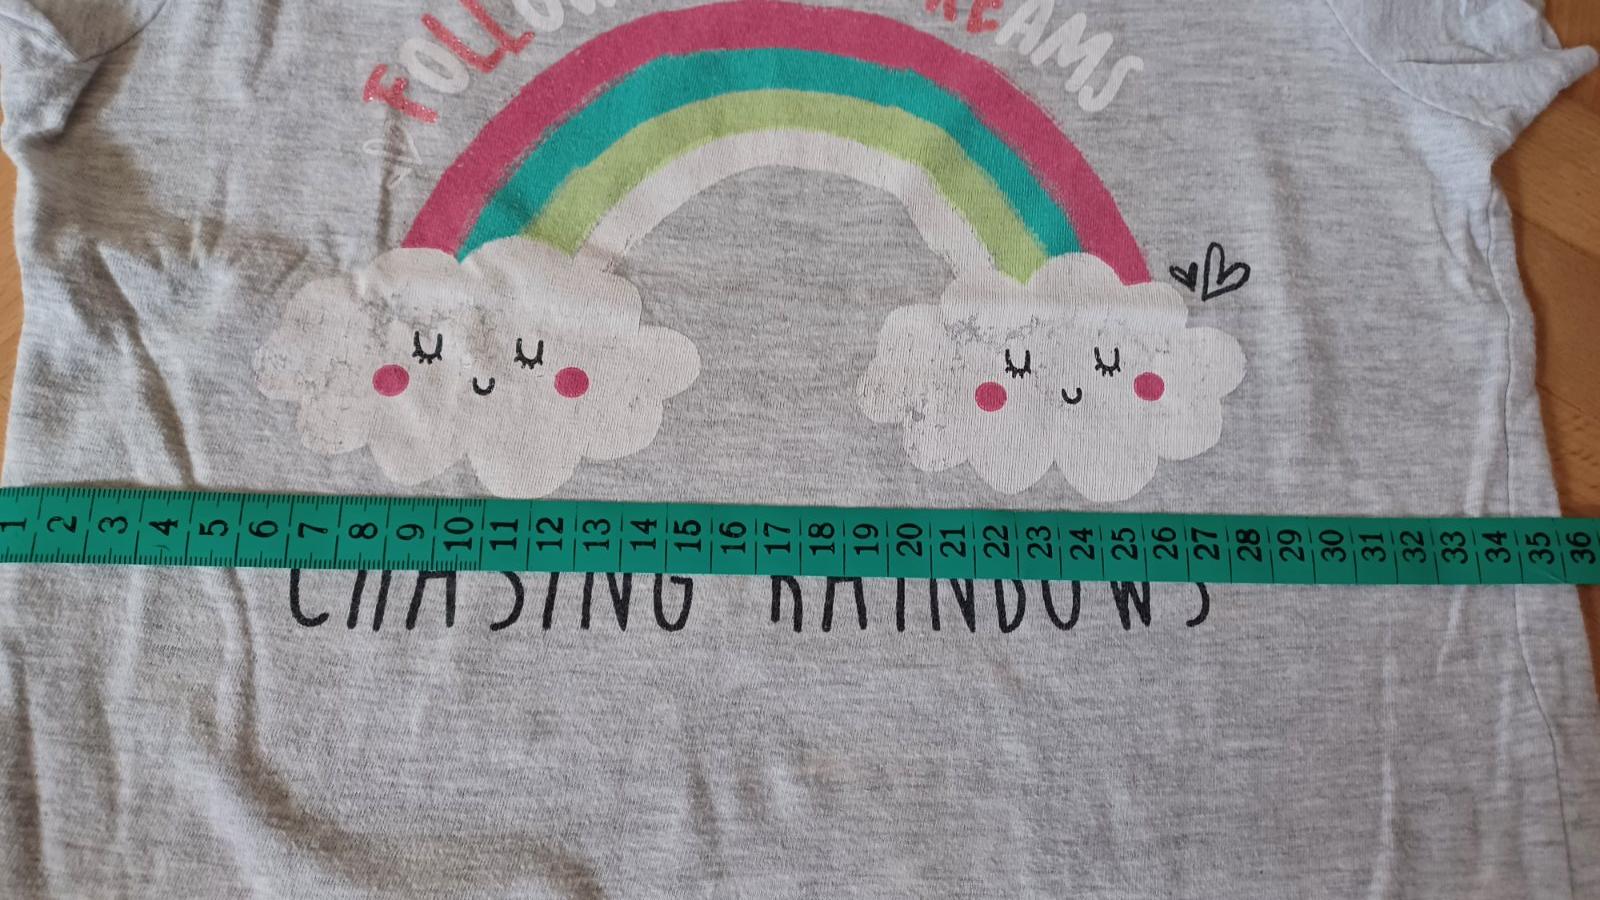 FOLLOW DREAMS
1 2 3 4 5 6 7 8 9 10 11 12 13 14 15 16 17 18 19 20 21 22 23 24 25 26 27 28 29 30 31 32 33 34 35 36
CHASING RAINBOWS